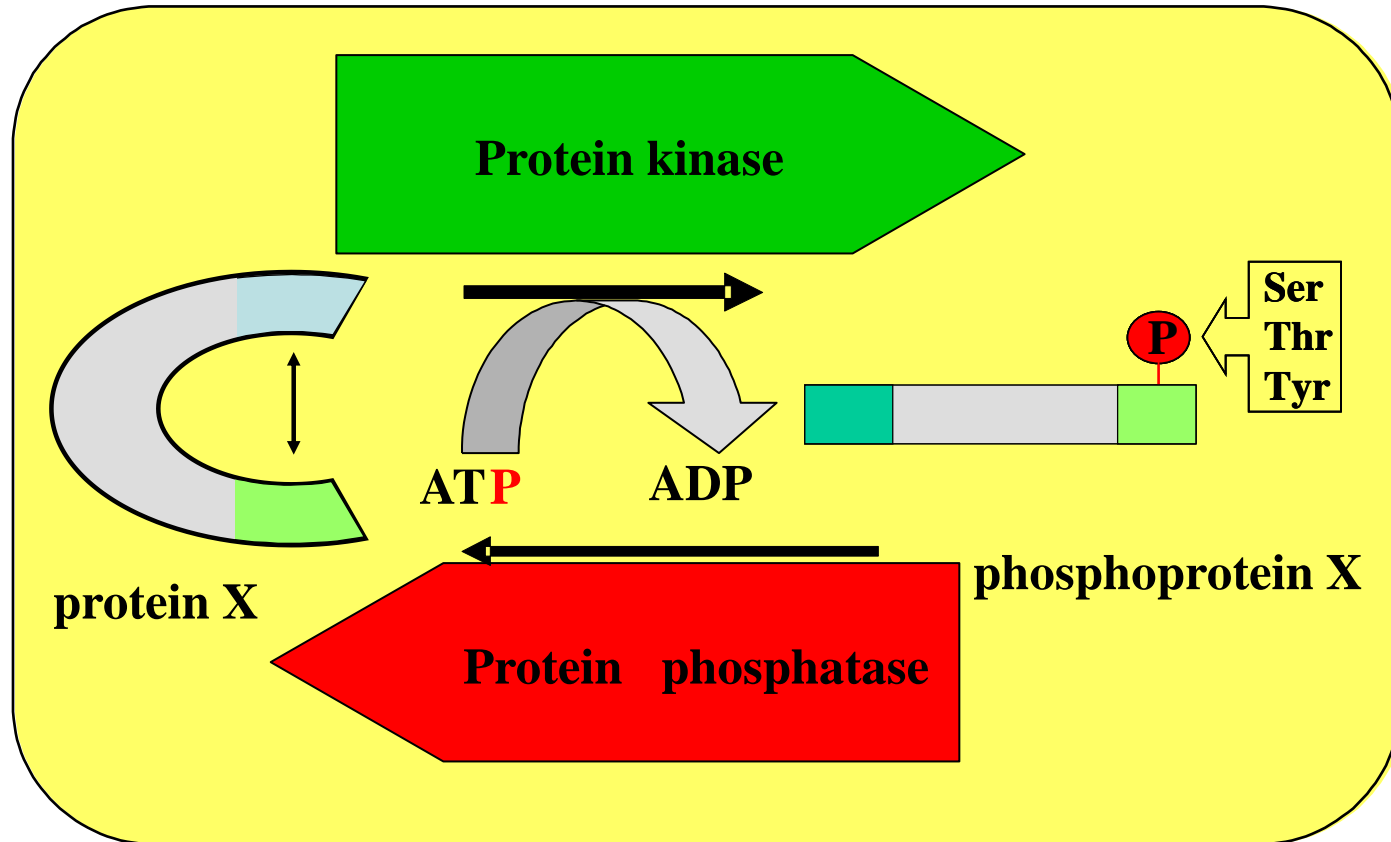 Protein kinase
Ser
Thr
Tyr
P
ATP
ADP
protein X
phosphoprotein X
Protein phosphatase